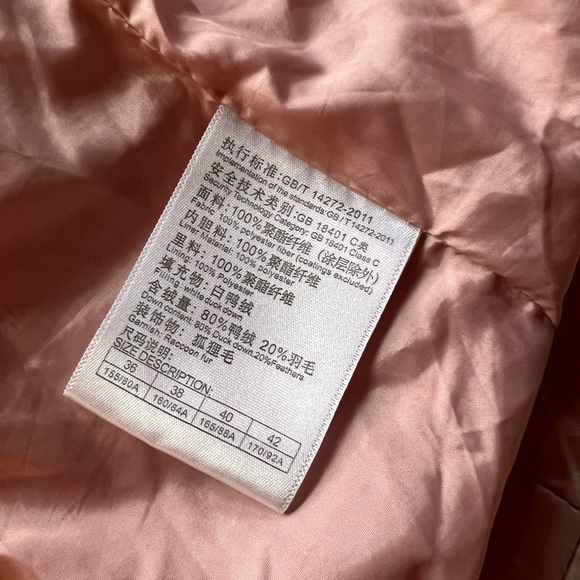 执行标准:GB/T 14272-2011
Implementation of the standards:GB/T14272-2011
安全技术类别:GB 18401 C类
Security Technology Category: GB 18401 Class C
面料: 100%聚酯纤维 (涂层除外)
Fabric: 100% polyester fiber (coatings excluded)
内胆料: 100%聚酯纤维
Line.listener: 100% polyester
里料: 100%聚酯纤维
Lining: 100% Polyester
填充物: 白鸭绒
Filling: white duck down
含绒量: 80%鸭绒 20%羽毛
Down content: 80% Duck down,20%Feathers
装饰物: 狐狸毛
Garnish: Raccoon fur
尺码说明:
SIZE DESCRIPTION:
36 38 40 42
155/80A 160/84A 165/88A 170/92A